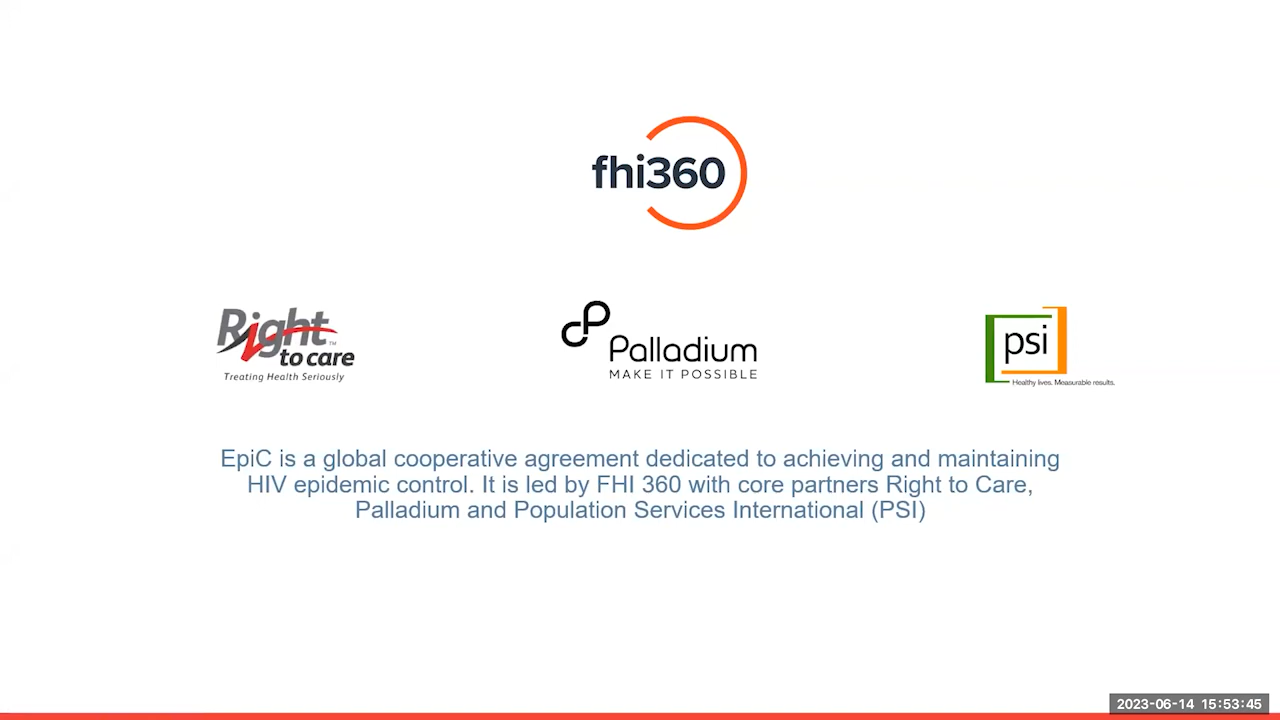 fhi360
Right to care
TM
Treating Health Seriously
Palladium
MAKE IT POSSIBLE
psi
Healthy lives. Measurable results.
EpiC is a global cooperative agreement dedicated to achieving and maintaining
HIV epidemic control. It is led by FHI 360 with core partners Right to Care,
Palladium and Population Services International (PSI)
2023-06-14 15:53:45